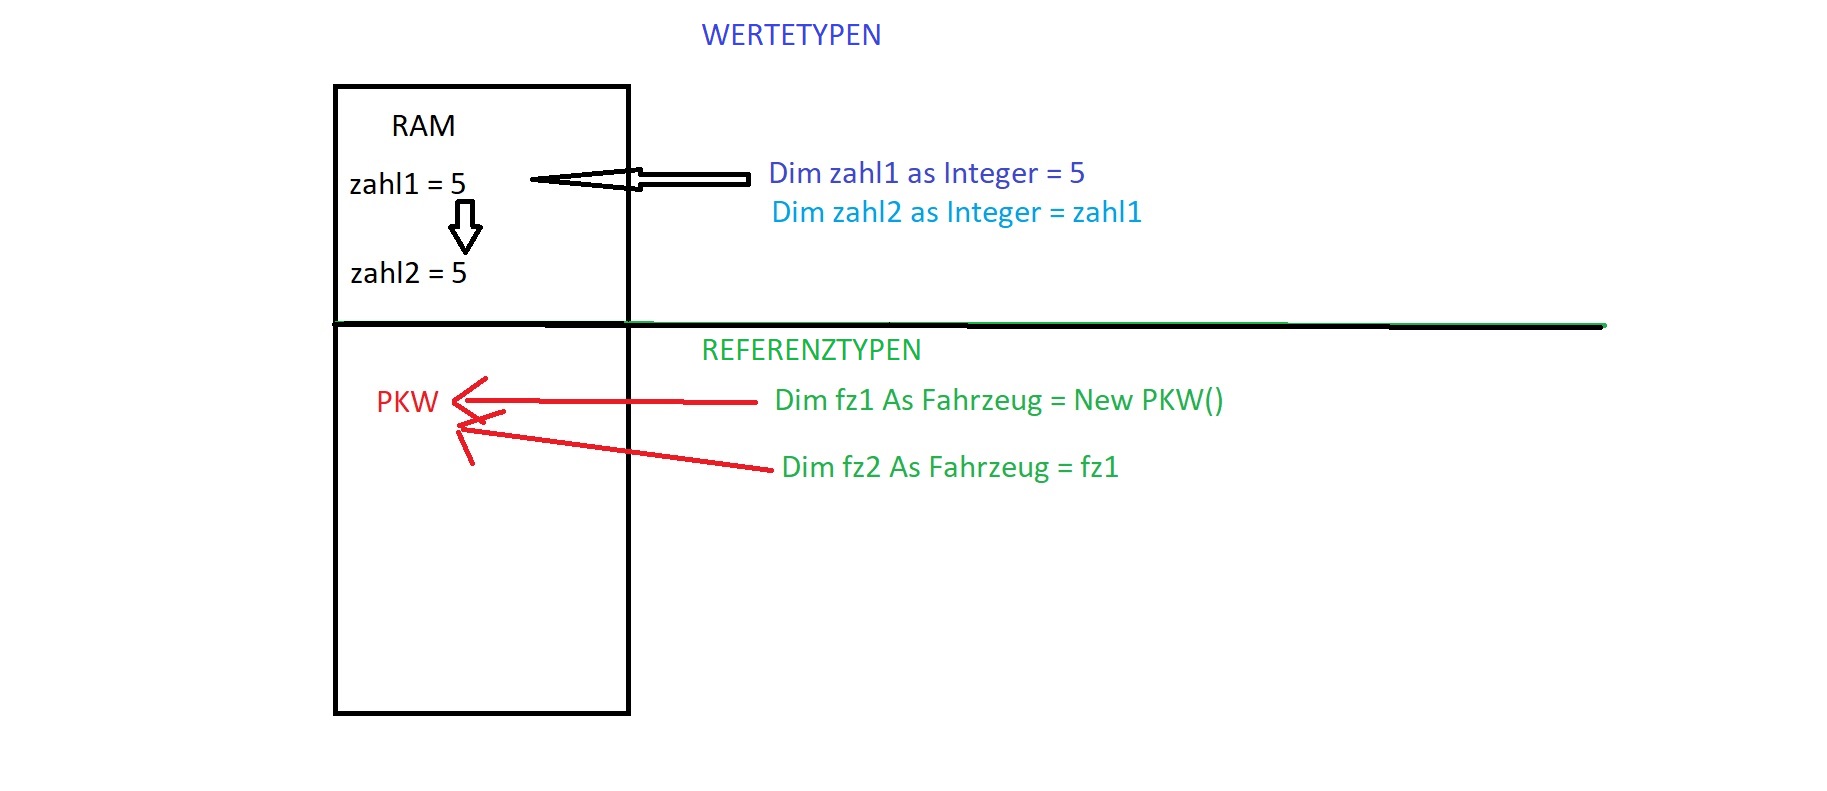 WERTETYPEN
RAM
zahl1 = 5
Dim zahl1 as Integer = 5
Dim zahl2 as Integer = zahl1
zahl2 = 5
REFERENZTYPEN
PKW
Dim fz1 As Fahrzeug = New PKW()
Dim fz2 As Fahrzeug = fz1